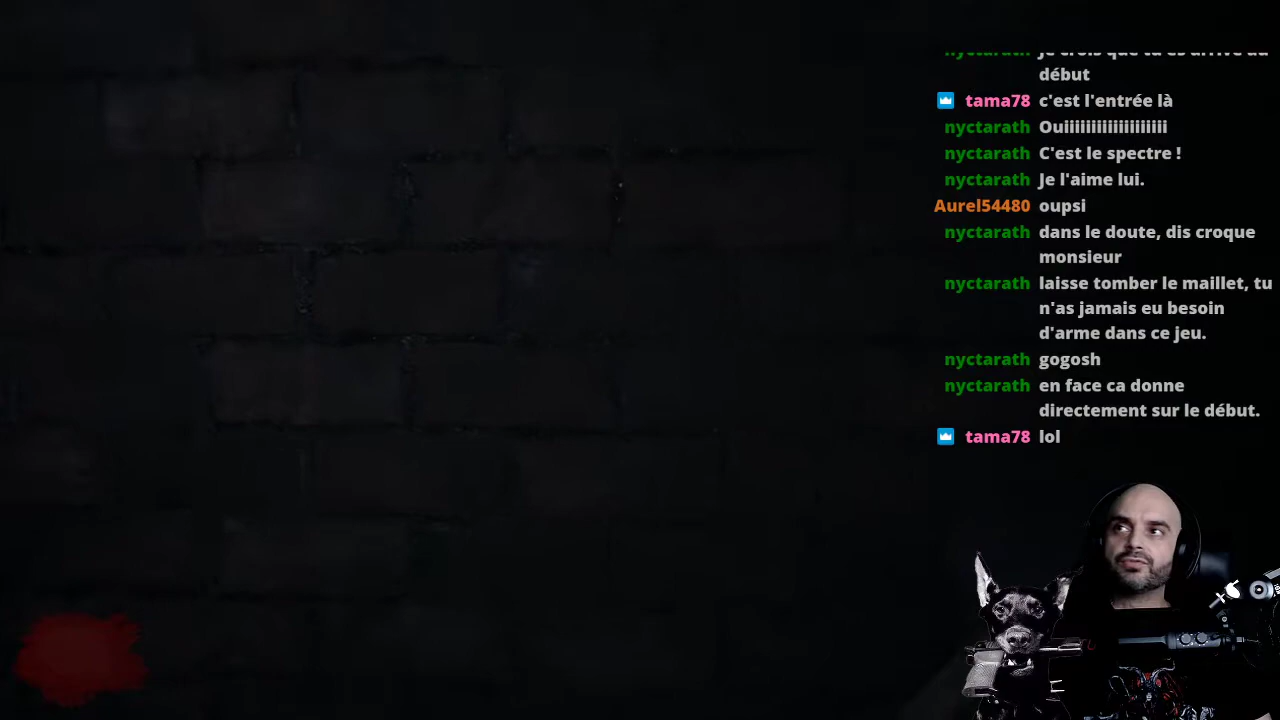 début
tama78 c'est l'entrée là
nyctarath Ouiiiiiiiiiiiiiiiiiii
nyctarath C'est le spectre !
nyctarath Je l'aime lui.
Aurel54480 oupsi
nyctarath dans le doute, dis croque
monsieur
nyctarath laisse tomber le maillet, tu
n'as jamais eu besoin
d'arme dans ce jeu.
nyctarath gogosh
nyctarath en face ca donne
directement sur le début.
tama78 lol